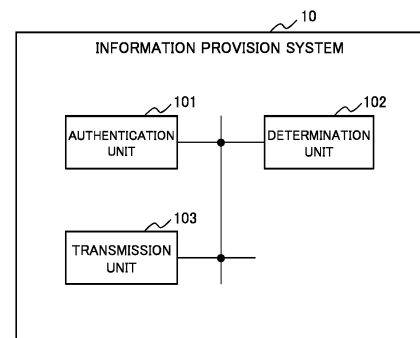 10
INFORMATION PROVISION SYSTEM
101
102
AUTHENTICATION
UNIT
DETERMINATION
UNIT
103
TRANSMISSION
UNIT